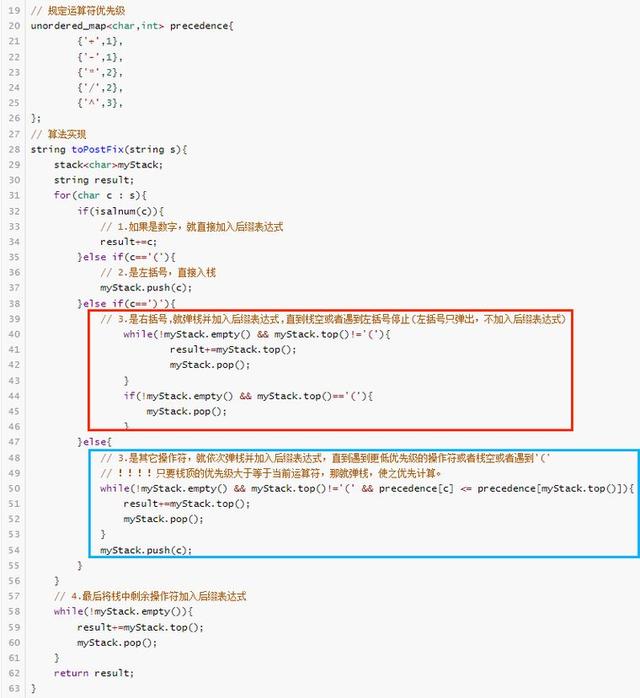 19 // 规定运算符优先级
20 unordered_map<char,int> precedence{
21 {'+',1},
22 {'-',1},
23 {'*',2},
24 {'/',2},
25 {'^',3},
26 };
27 // 算法实现
28 string toPostFix(string s){
29 stack<char>myStack;
30 string result;
31 for(char c : s){
32 if(isalnum(c)){
33 // 1.如果是数字，就直接加入后缀表达式
34 result+=c;
35 }else if(c=='('){
36 // 2.是左括号，直接入栈
37 myStack.push(c);
38 }else if(c==')'){
39 // 3.是右括号,就弹栈并加入后缀表达式,直到栈空或者遇到左括号停止(左括号只弹出，不加入后缀表达式)
40 while(!myStack.empty() && myStack.top()!='('){
41 result+=myStack.top();
42 myStack.pop();
43 }
44 if(!myStack.empty() && myStack.top()=='('){
45 myStack.pop();
46 }
47 }else{
48 // 3.是其它操作符，就依次弹栈并加入后缀表达式，直到遇到更低优先级的操作符或者栈空或者遇到'('
49 // ！！！！只要栈顶的优先级大于等于当前运算符，那就弹栈，使之优先计算。
50 while(!myStack.empty() && myStack.top()!='(' && precedence[c] <= precedence[myStack.top()]){
51 result+=myStack.top();
52 myStack.pop();
53 }
54 myStack.push(c);
55 }
56 }
57 // 4.最后将栈中剩余操作符加入后缀表达式
58 while(!myStack.empty()){
59 result+=myStack.top();
60 myStack.pop();
61 }
62 return result;
63 }